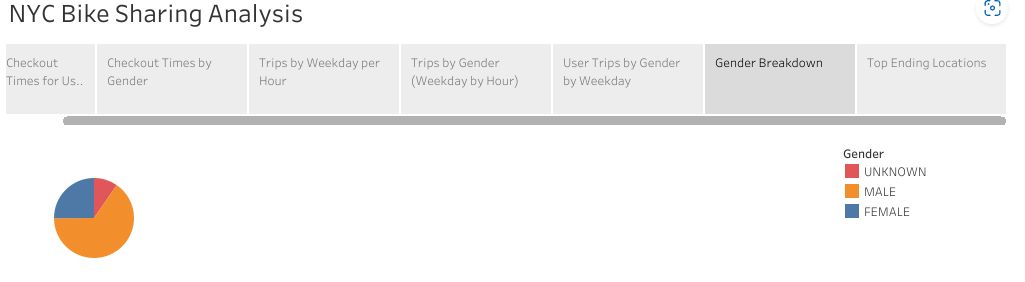 NYC Bike Sharing Analysis
Checkout
Times for Us..
Checkout Times by
Gender
Trips by Weekday per
Hour
Trips by Gender
(Weekday by Hour)
User Trips by Gender
by Weekday
Gender Breakdown
Top Ending Locations
Gender
UNKNOWN
MALE
FEMALE